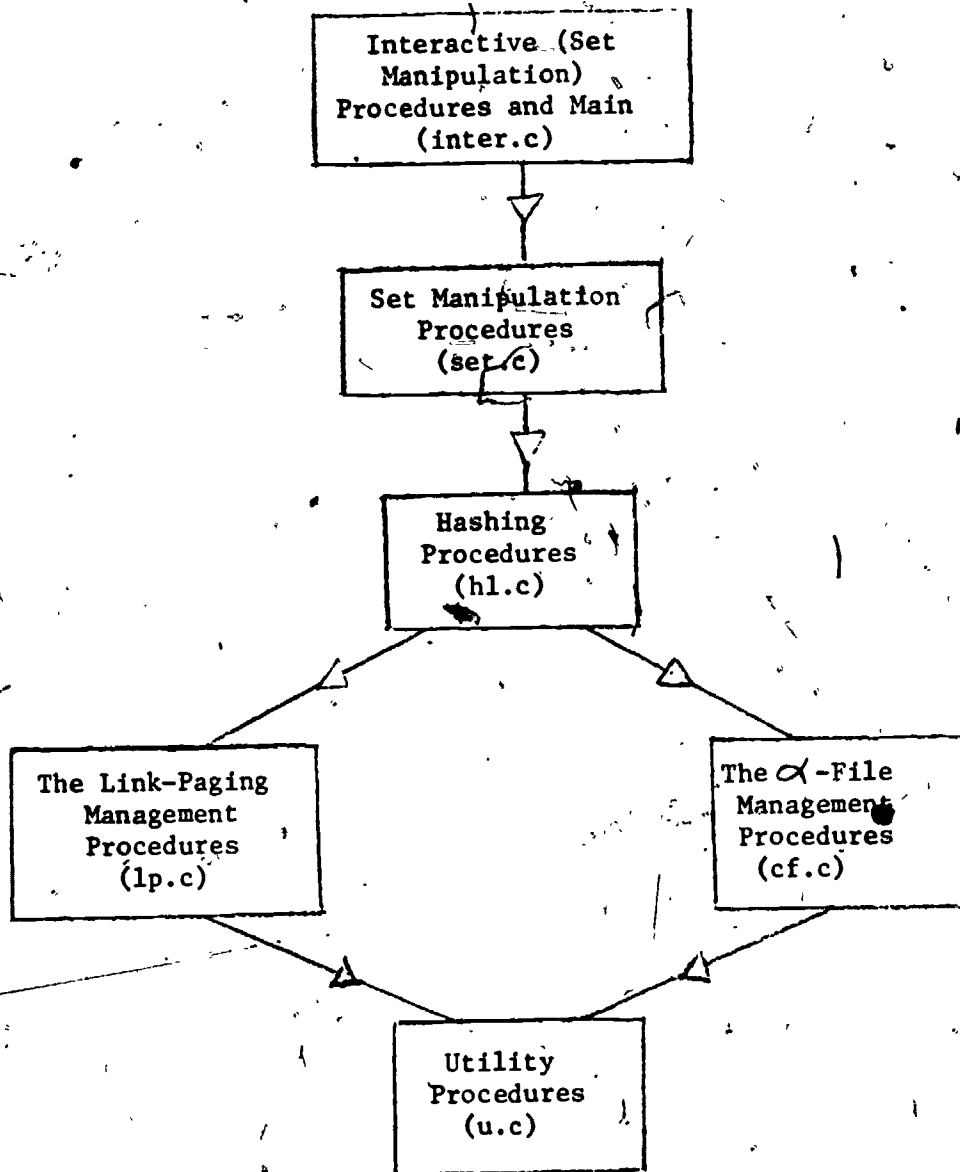 Interactive (Set
Manipulation)
Procedures and Main
(inter.c)
Set Manipulation
Procedures
(set.c)
Hashing
Procedures
(hl.c)
The Link-Paging
Management
Procedures
(lp.c)
The α-File
Management
Procedures
(cf.c)
Utility
Procedures
(u.c)